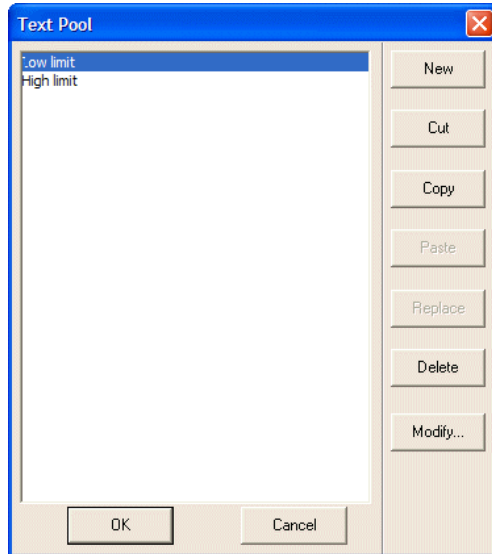 Text Pool
Low limit
High limit
New
Cut
Copy
Paste
Replace
Delete
Modify...
OK
Cancel